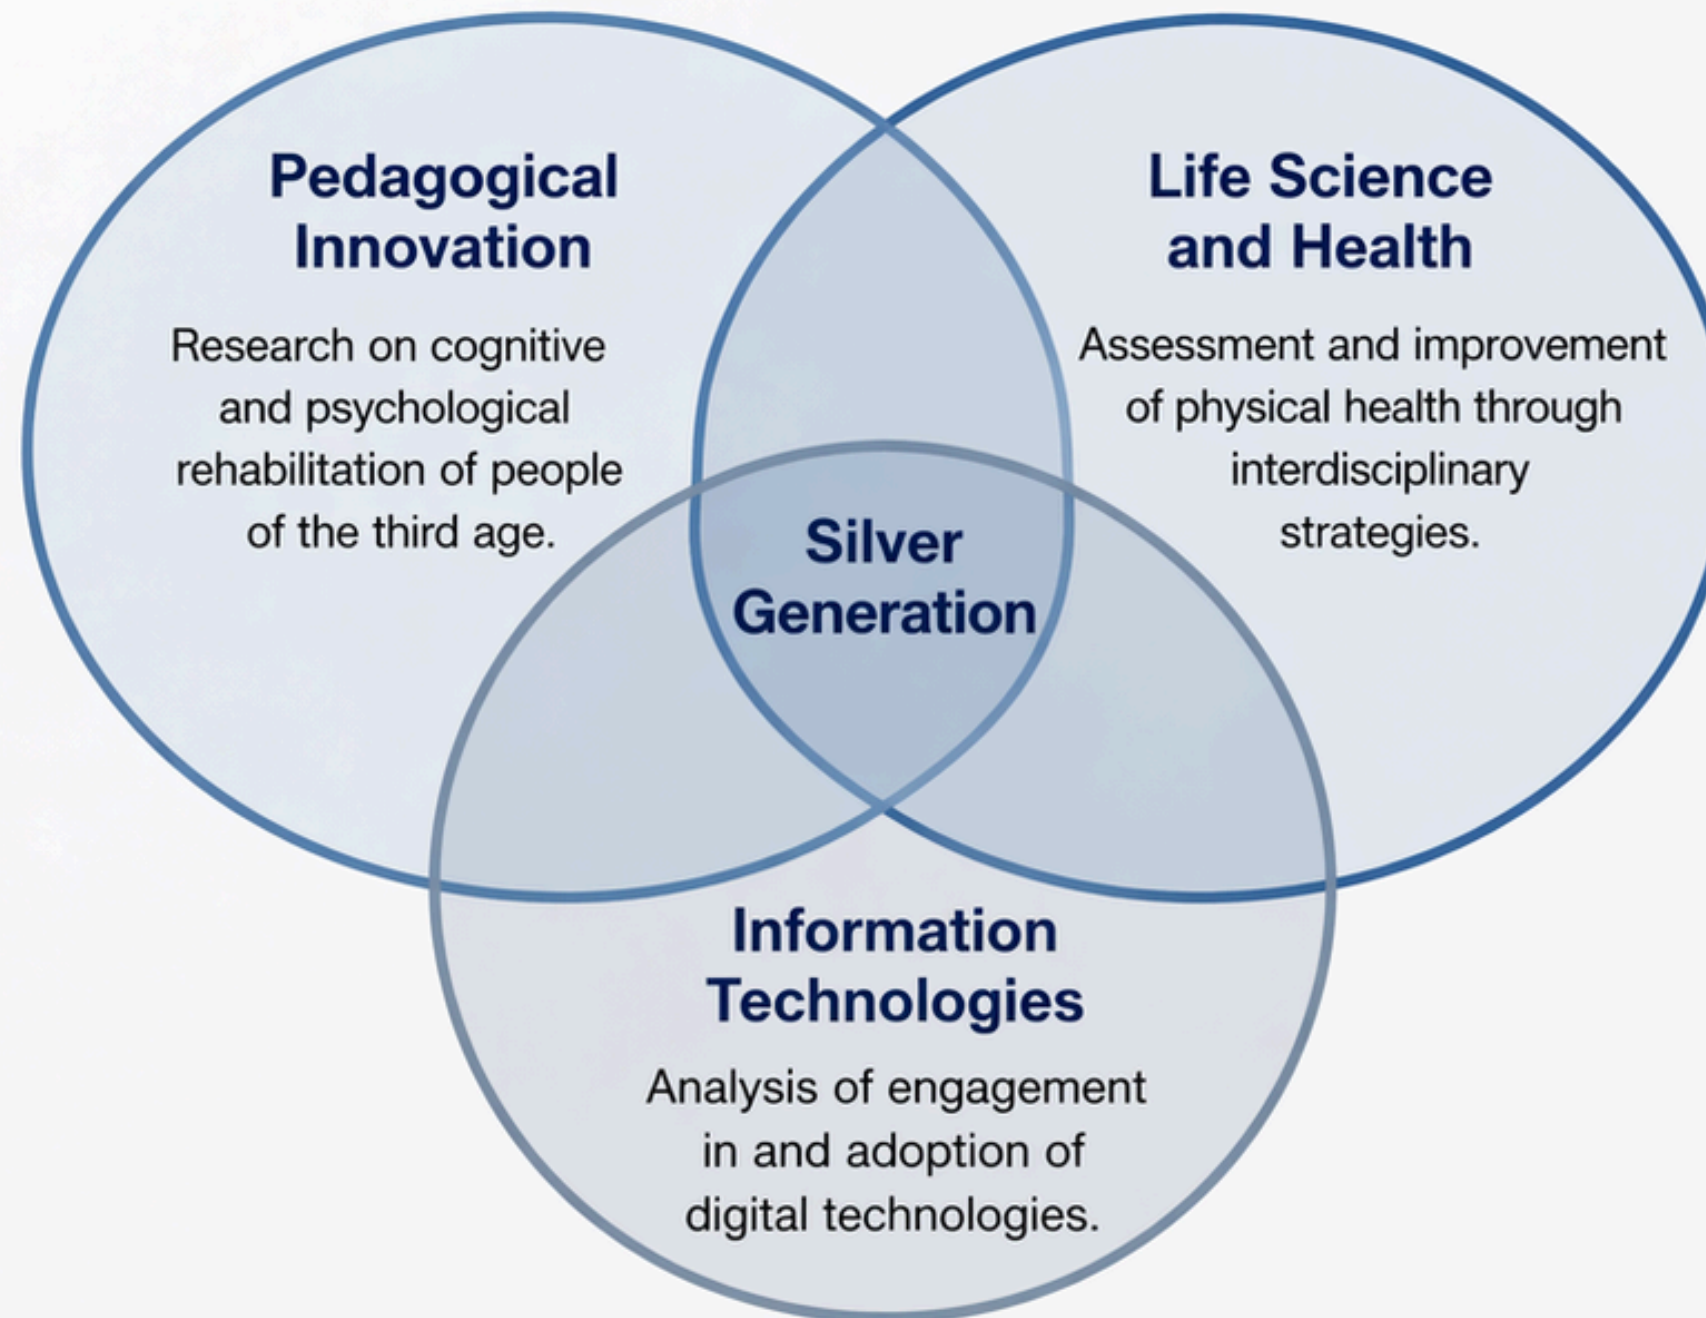 Pedagogical
Innovation
Research on cognitive
and psychological
rehabilitation of people
of the third age.
Life Science
and Health
Assessment and improvement
of physical health through
interdisciplinary
strategies.
Silver
Generation
Information
Technologies
Analysis of engagement
in and adoption of
digital technologies.